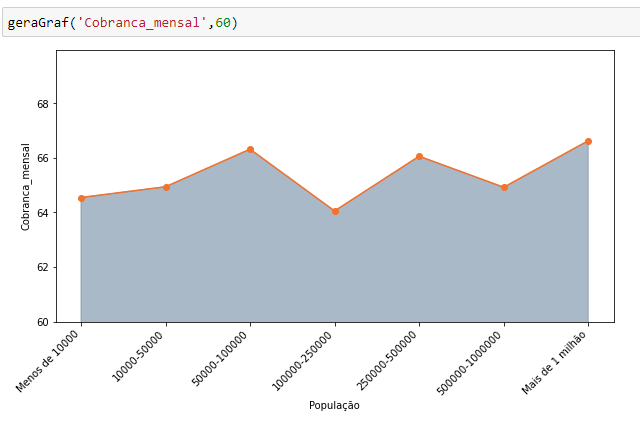 geraGraf('Cobranca_mensal',60)
68
66
64
62
60
Cobranca_mensal
Menos de 10000
10000-50000
50000-100000
100000-250000
250000-500000
500000-1000000
Mais de 1 milhão
População